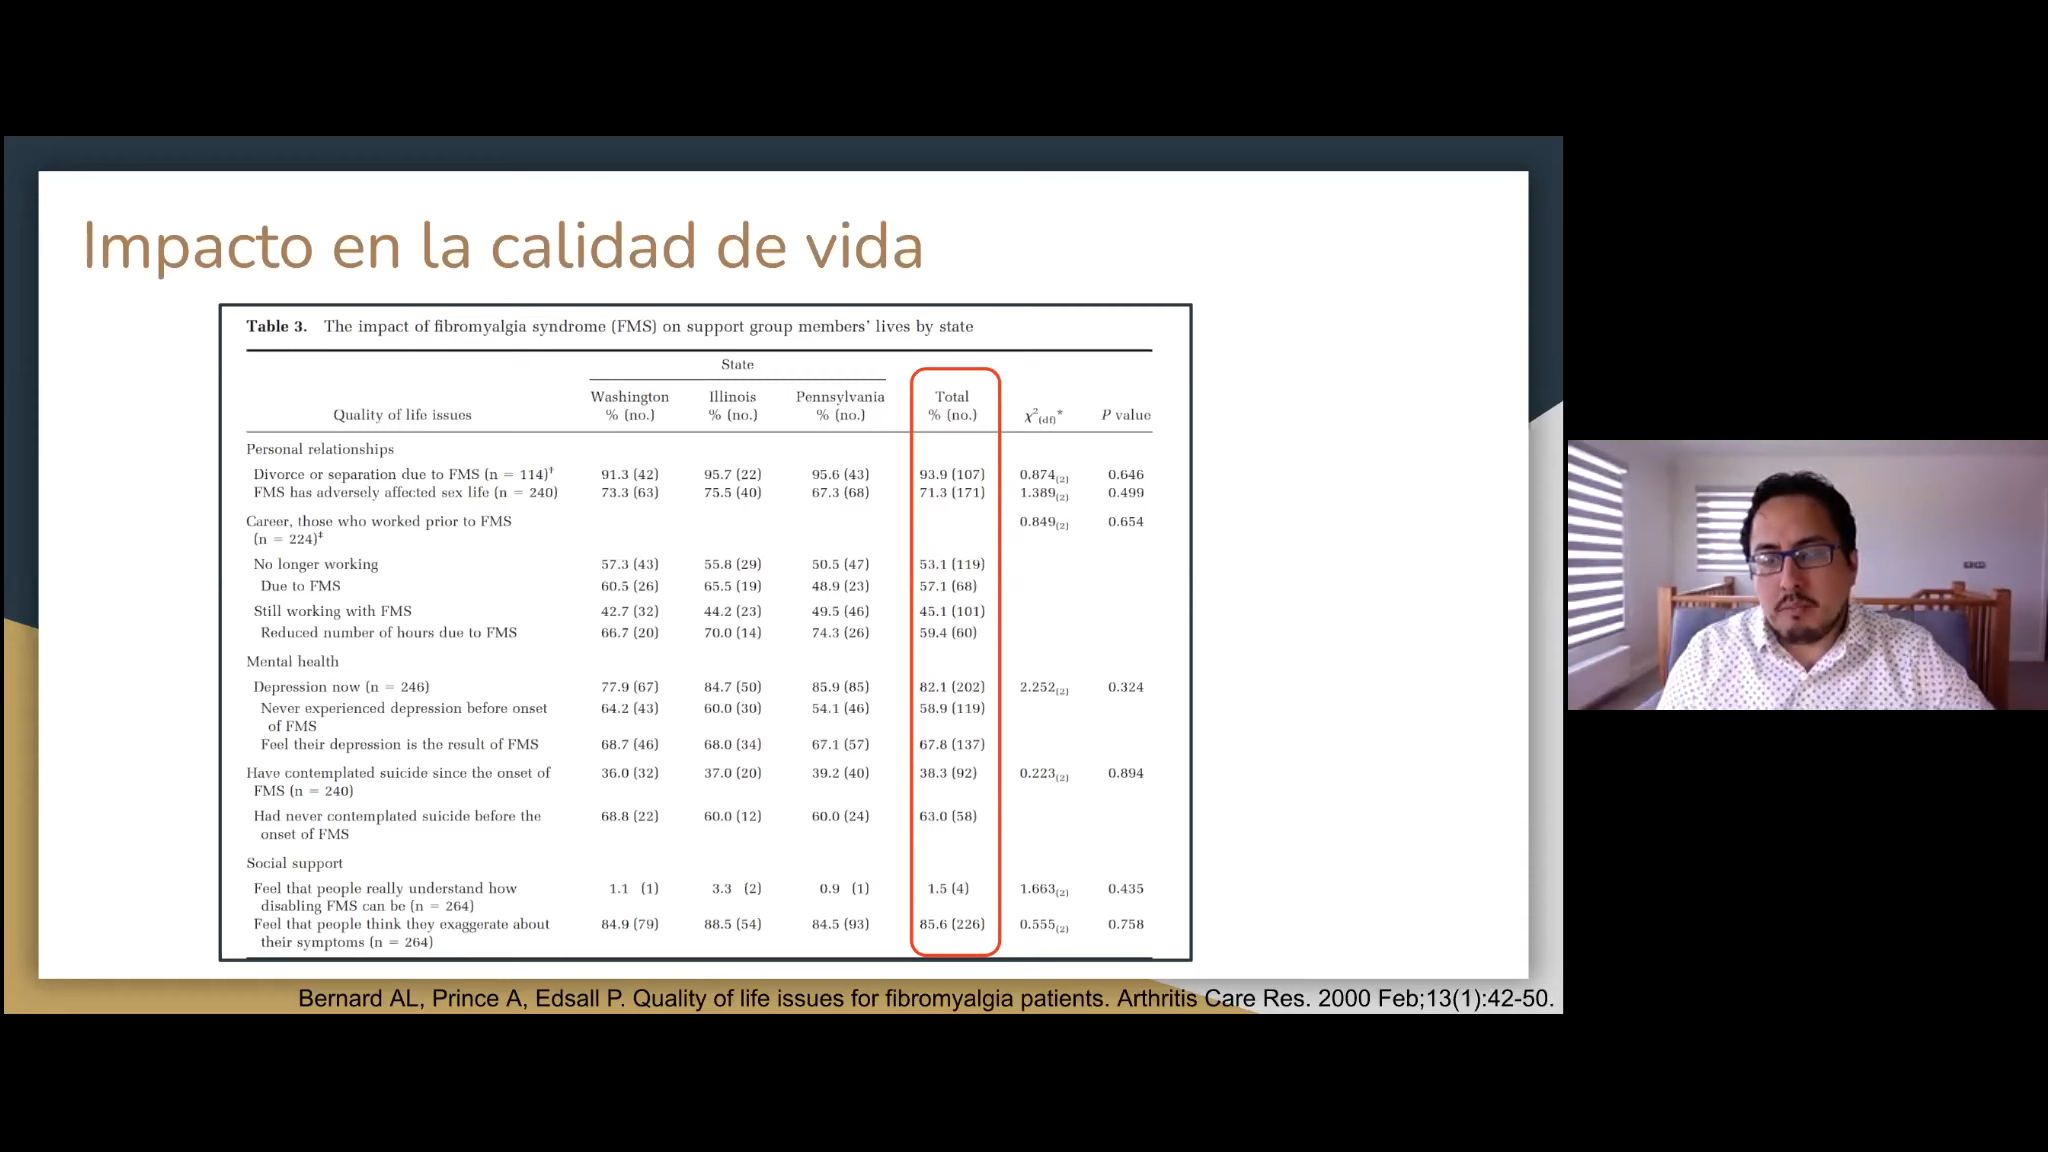 Impacto en la calidad de vida
Table 3. The impact of fibromyalgia syndrome (FMS) on support group members' lives by state
State
Washington Illinois Pennsylvania Total
Quality of life issues % (no.) % (no.) % (no.) % (no.) χ²(df)* P value
Personal relationships
Divorce or separation due to FMS (n = 114)† 91.3 (42) 95.7 (22) 95.6 (43) 93.9 (107) 0.874(2) 0.646
FMS has adversely affected sex life (n = 240) 73.3 (63) 75.5 (40) 67.3 (68) 71.3 (171) 1.389(2) 0.499
Career, those who worked prior to FMS 0.849(2) 0.654
(n = 224)‡
No longer working 57.3 (43) 55.8 (29) 50.5 (47) 53.1 (119)
Due to FMS 60.5 (26) 65.5 (19) 48.9 (23) 57.1 (68)
Still working with FMS 42.7 (32) 44.2 (23) 49.5 (46) 45.1 (101)
Reduced number of hours due to FMS 66.7 (20) 70.0 (14) 74.3 (26) 59.4 (60)
Mental health
Depression now (n = 246) 77.9 (67) 84.7 (50) 85.9 (85) 82.1 (202) 2.252(2) 0.324
Never experienced depression before onset 64.2 (43) 60.0 (30) 54.1 (46) 58.9 (119)
of FMS
Feel their depression is the result of FMS 68.7 (46) 68.0 (34) 67.1 (57) 67.8 (137)
Have contemplated suicide since the onset of 36.0 (32) 37.0 (20) 39.2 (40) 38.3 (92) 0.223(2) 0.894
FMS (n = 240)
Had never contemplated suicide before the 68.8 (22) 60.0 (12) 60.0 (24) 63.0 (58)
onset of FMS
Social support
Feel that people really understand how 1.1 (1) 3.3 (2) 0.9 (1) 1.5 (4) 1.663(2) 0.435
disabling FMS can be (n = 264)
Feel that people think they exaggerate about 84.9 (79) 88.5 (54) 84.5 (93) 85.6 (226) 0.555(2) 0.758
their symptoms (n = 264)
Bernard AL, Prince A, Edsall P. Quality of life issues for fibromyalgia patients. Arthritis Care Res. 2000 Feb;13(1):42-50.